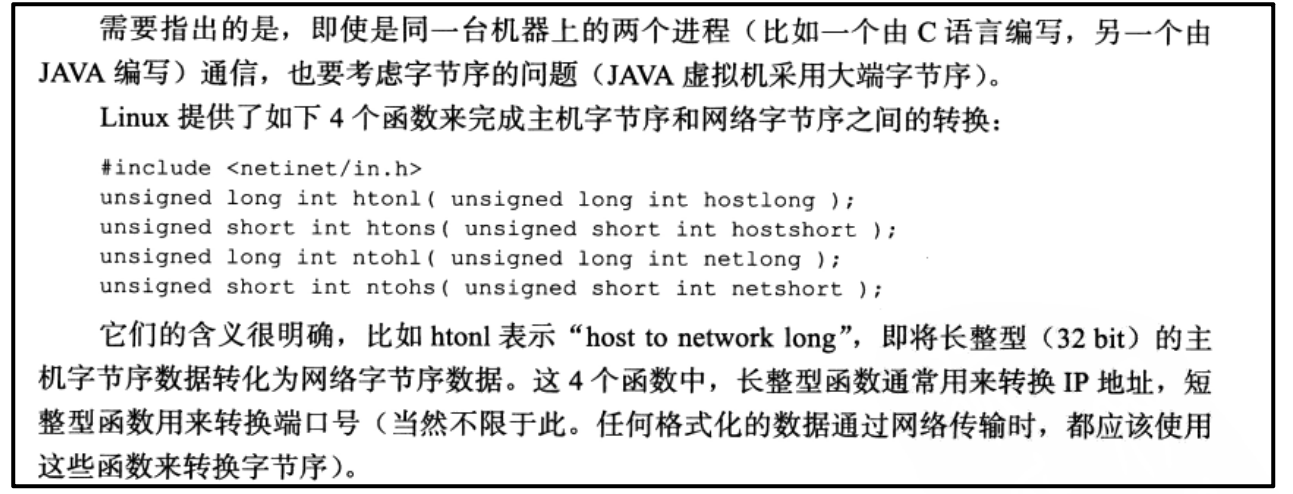 需要指出的是，即使是同一台机器上的两个进程（比如一个由 C 语言编写，另一个由
JAVA 编写）通信，也要考虑字节序的问题（JAVA 虚拟机采用大端字节序）。
Linux 提供了如下 4 个函数来完成主机字节序和网络字节序之间的转换：
#include <netinet/in.h>
unsigned long int htonl( unsigned long int hostlong );
unsigned short int htons( unsigned short int hostshort );
unsigned long int ntohl( unsigned long int netlong );
unsigned short int ntohs( unsigned short int netshort );
它们的含义很明确，比如 htonl 表示“host to network long”，即将长整型（32 bit）的主
机字节序数据转化为网络字节序数据。这 4 个函数中，长整型函数通常用来转换 IP 地址，短
整型函数用来转换端口号（当然不限于此。任何格式化的数据通过网络传输时，都应该使用
这些函数来转换字节序）。